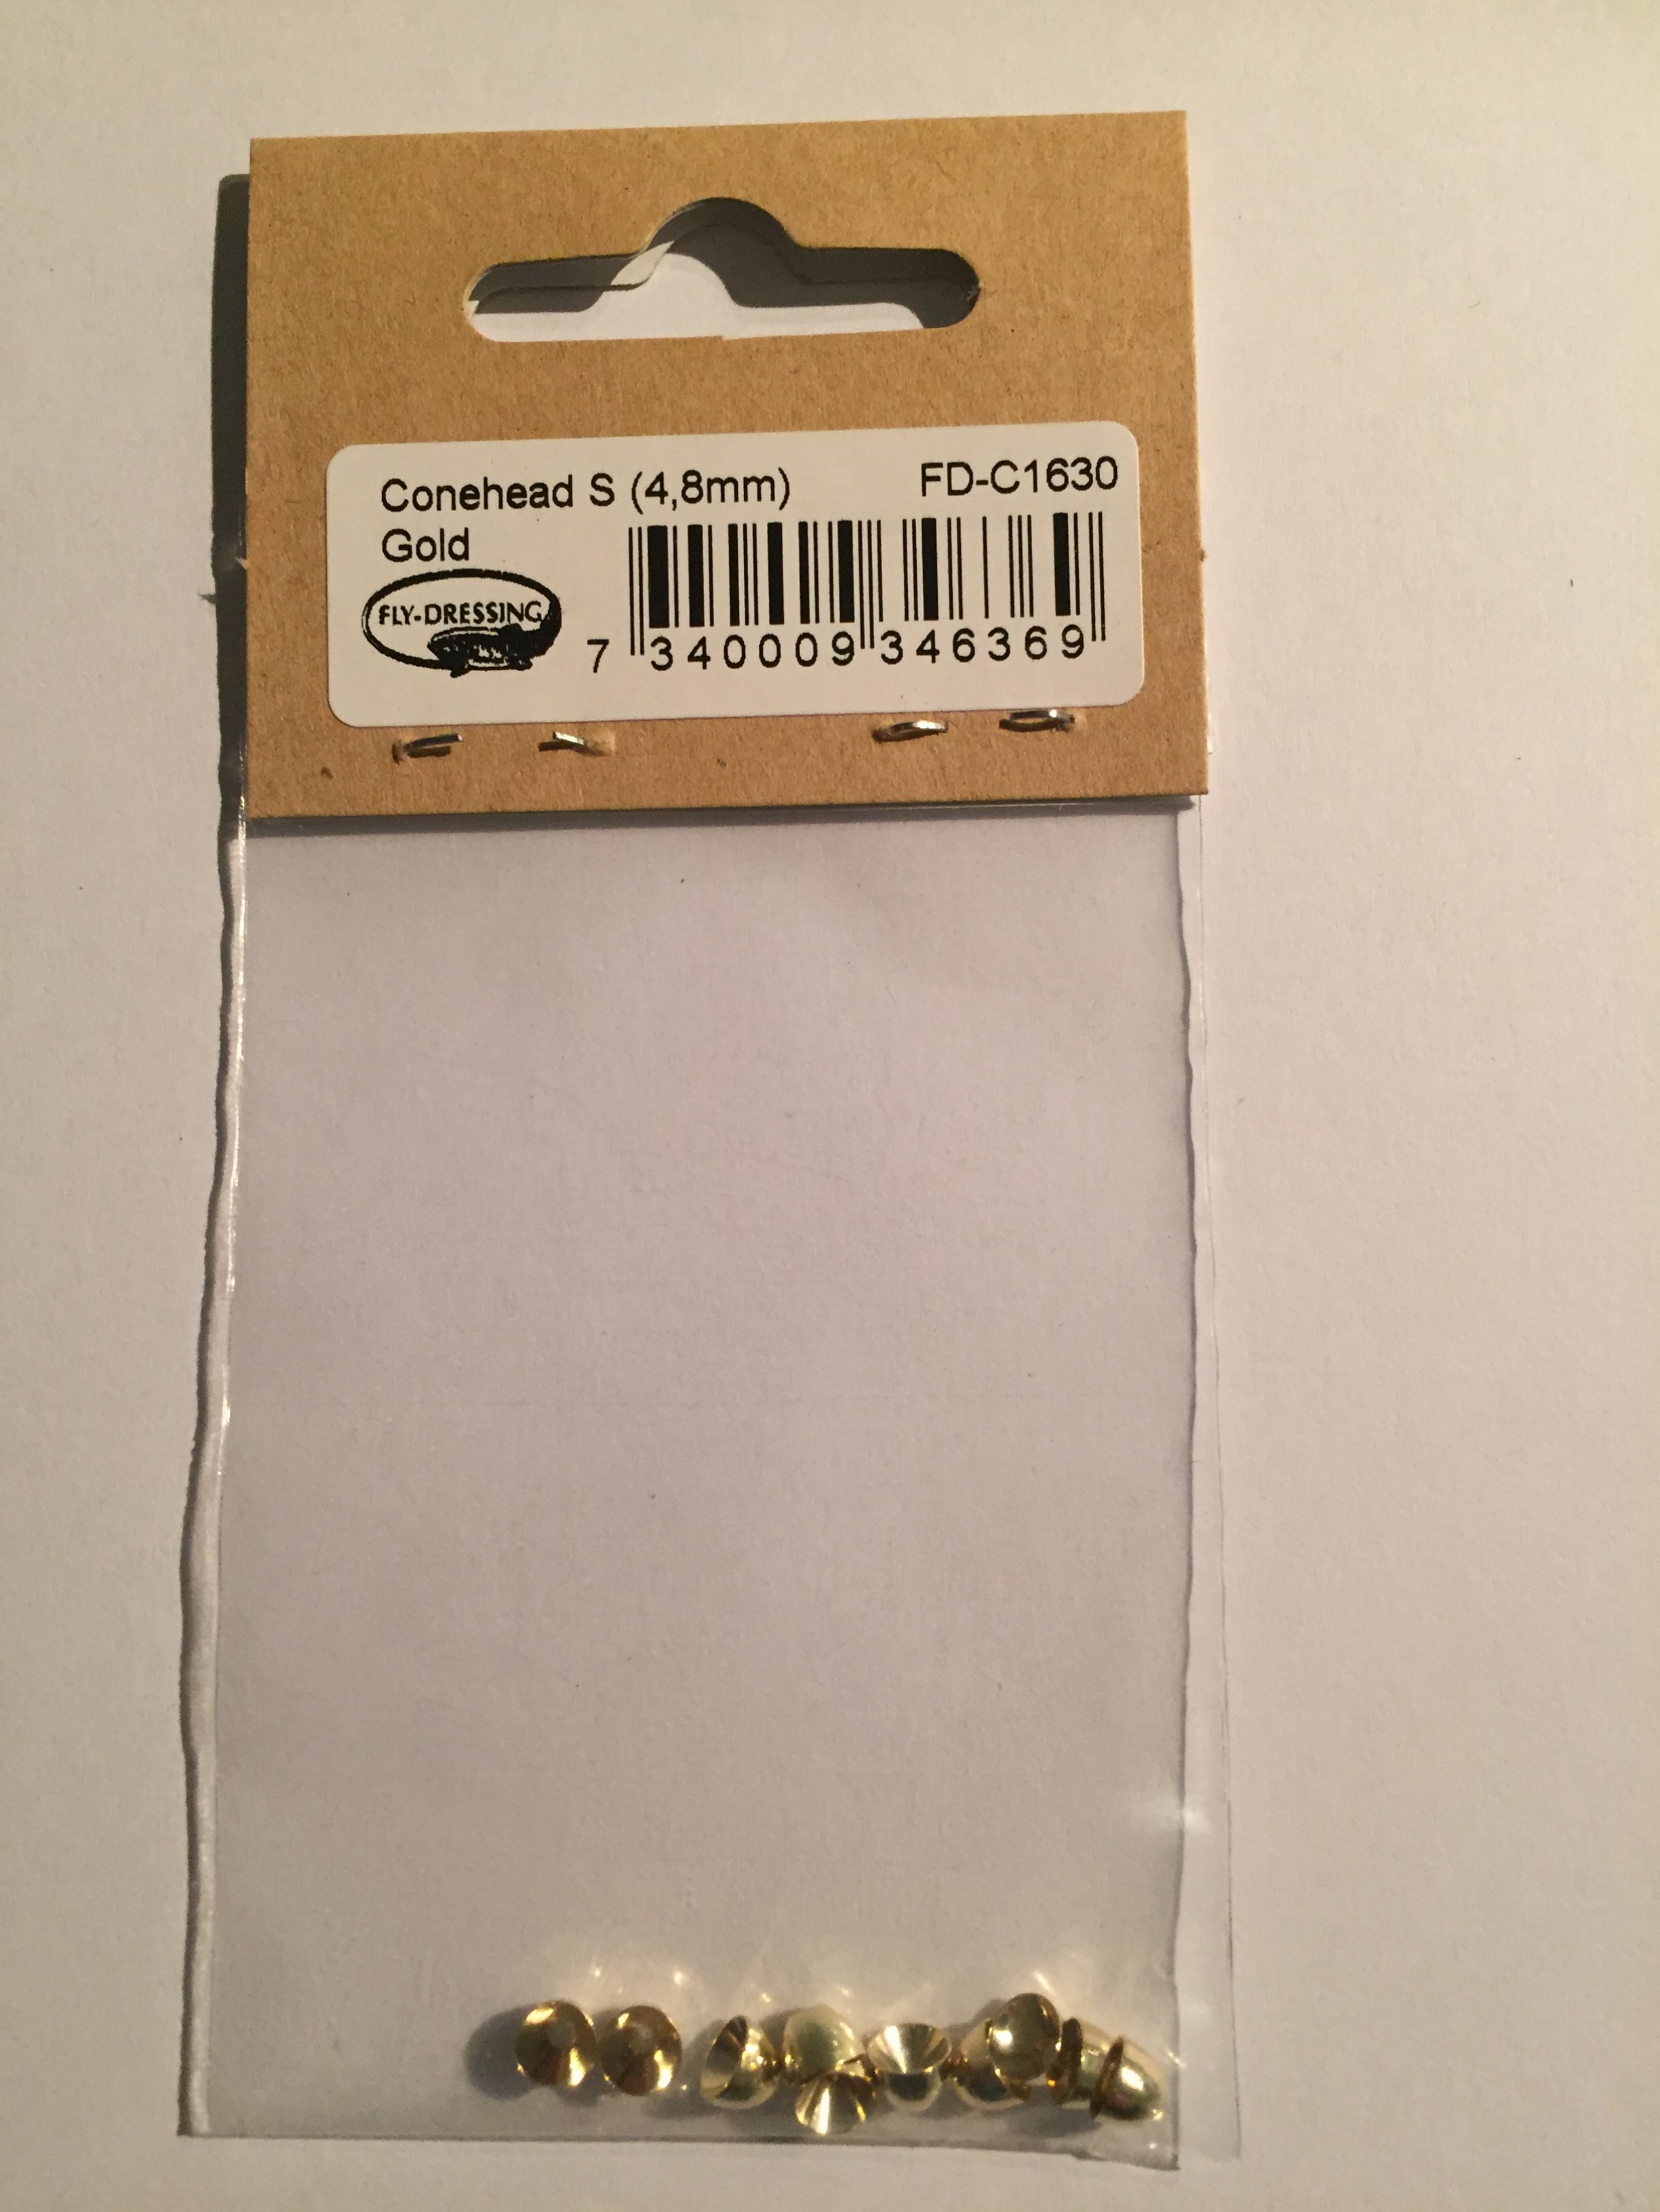 Conehead S (4,8mm) FD-C1630
Gold
FLY-DRESSING
7 340009 346369